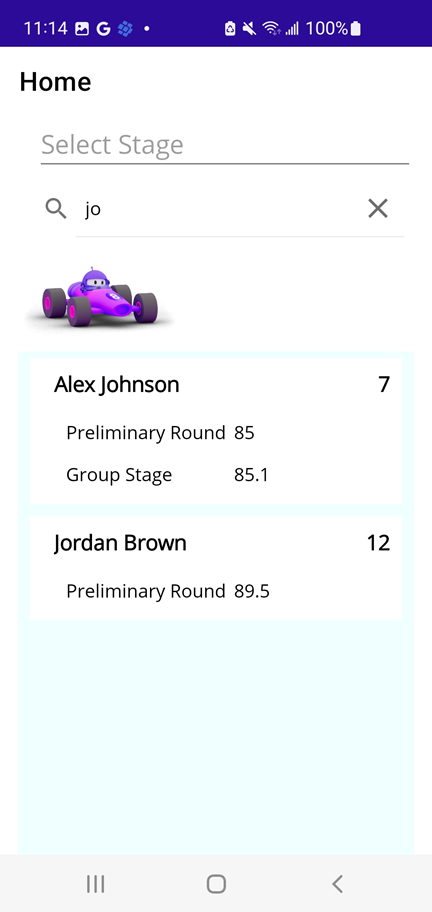 11:14 G 100%
Home
Select Stage
jo
Alex Johnson 7
Preliminary Round 85
Group Stage 85.1
Jordan Brown 12
Preliminary Round 89.5